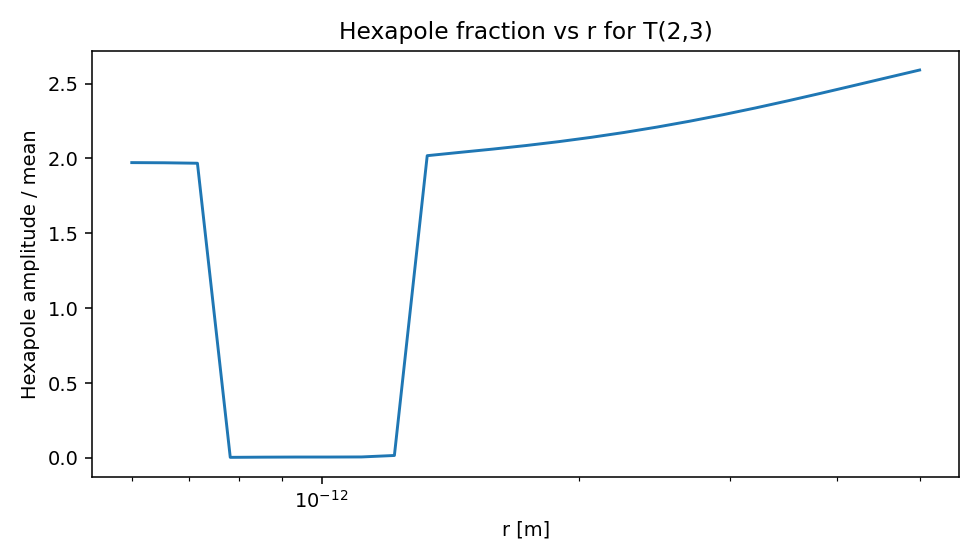 Hexapole fraction vs r for T(2,3)
Hexapole amplitude / mean
2.5
2.0
1.5
1.0
0.5
0.0
10⁻¹²
r [m]